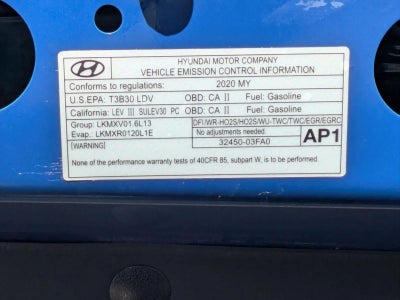 HYUNDAI MOTOR COMPANY
VEHICLE EMISSION CONTROL INFORMATION
Conforms to regulations: 2020 MY
U.S.EPA: T3B30 LDV OBD: CA II Fuel: Gasoline
California: LEV III SULEV30 PC OBD: CA II Fuel: Gasoline
Group: LKMXV01.6L13 DFI/WR-HO2S/HO2S/WU-TWC/TWC/EGR/EGRC
Evap.: LKMXR0120L1E No adjustments needed.
[WARNING] 32450-03FA0 AP1
None of the performance warranty tests of 40CFR 85, subpart W, is to be performed.